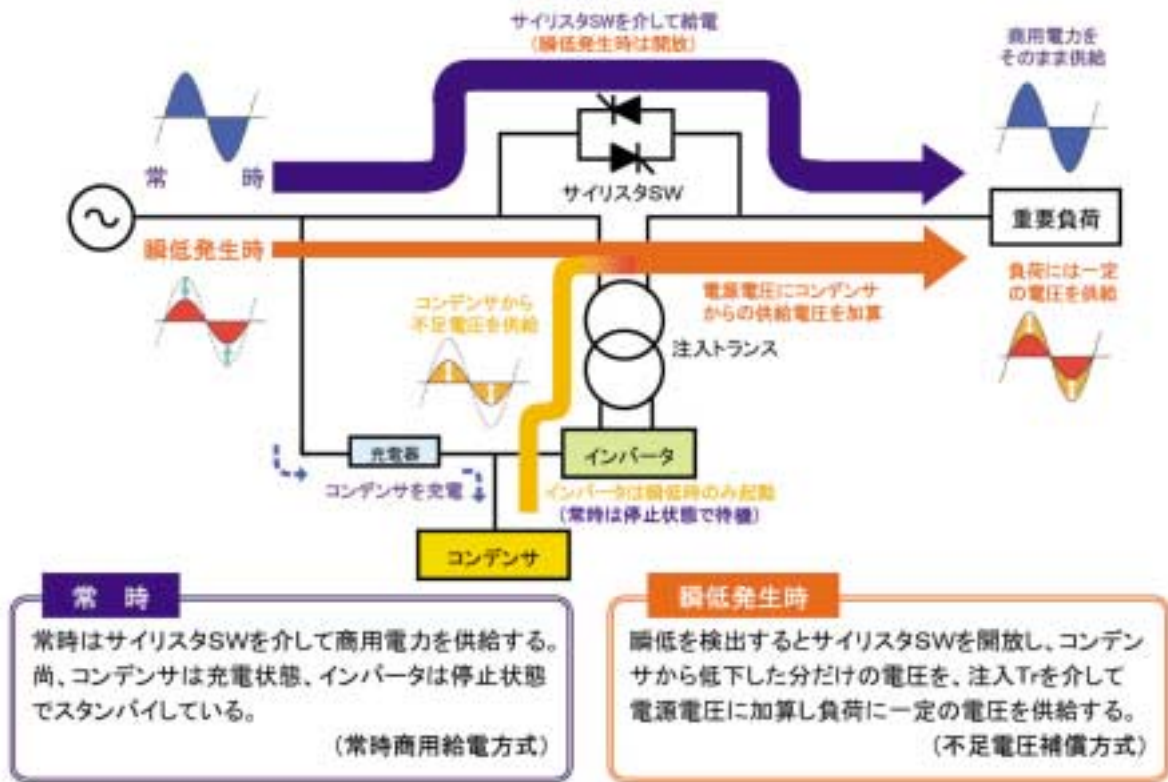 サイリスタSWを介して給電
(瞬低発生時は開放)
商用電力を
そのまま供給
常 時
サイリスタSW
重要負荷
瞬低発生時
コンデンサから
不足電圧を供給
電源電圧にコンデンサ
からの供給電圧を加算
負荷には一定
の電圧を供給
注入トランス
充電器
インバータ
コンデンサを充電
インバータは瞬低時のみ起動
(常時は停止状態で待機)
コンデンサ
常 時
常時はサイリスタSWを介して商用電力を供給する。
尚、コンデンサは充電状態、インバータは停止状態
でスタンバイしている。
(常時商用給電方式)
瞬低発生時
瞬低を検出するとサイリスタSWを開放し、コンデン
サから低下した分だけの電圧を、注入Trを介して
電源電圧に加算し負荷に一定の電圧を供給する。
(不足電圧補償方式)